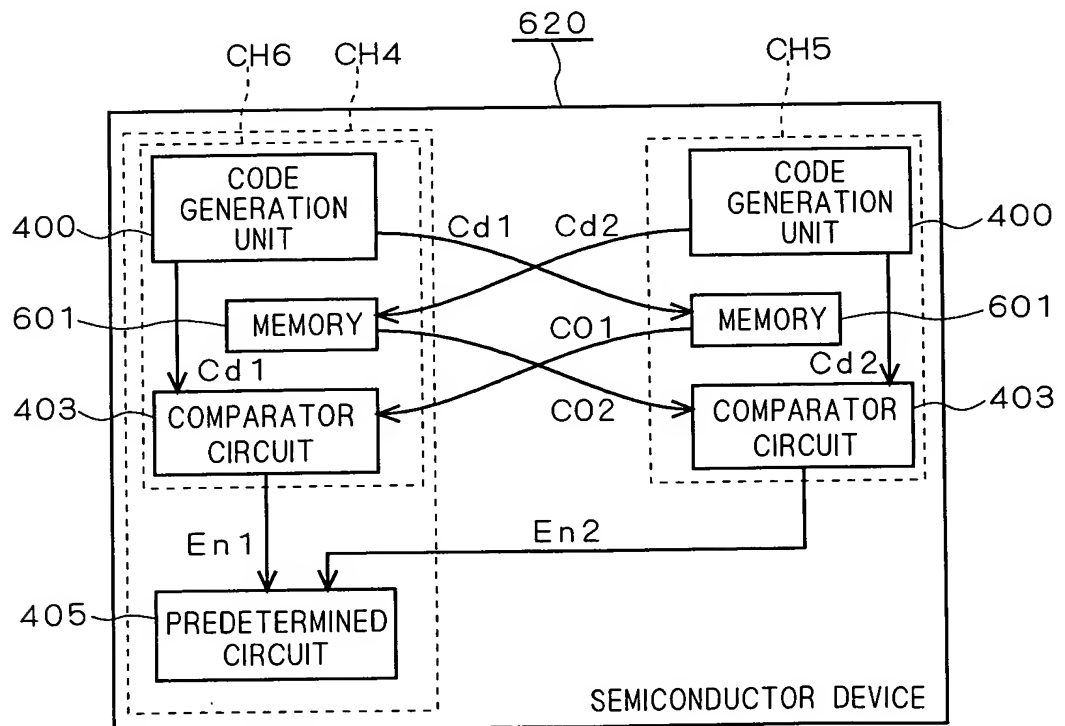 620
CH6
CH4
CH5
CODE
GENERATION
UNIT
CODE
GENERATION
UNIT
400
400
Cd1
Cd2
601
MEMORY
MEMORY
601
CO1
Cd1
Cd2
CO2
403
COMPARATOR
CIRCUIT
COMPARATOR
CIRCUIT
403
En1
En2
405
PREDETERMINED
CIRCUIT
SEMICONDUCTOR DEVICE